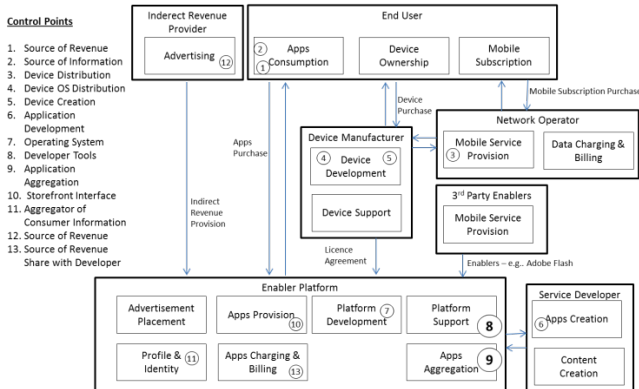 Control Points
1. Source of Revenue
2. Source of Information
3. Device Distribution
4. Device OS Distribution
5. Device Creation
6. Application
Development
7. Operating System
8. Developer Tools
9. Application
Aggregation
10. Storefront Interface
11. Aggregator of
Consumer Information
12. Source of Revenue
13. Source of Revenue
Share with Developer
Inderect Revenue
Provider
Advertising
12
End User
2
1
Apps
Consumption
Device
Ownership
Mobile
Subscription
Indirect
Revenue
Provision
Apps
Purchase
Device
Purchase
Mobile Subscription Purchase
Device Manufacturer
4
Device
Development
5
Device Support
Network Operator
Mobile Service
3
Provision
Data Charging &
Billing
3rd Party Enablers
Mobile Service
Provision
Licence
Agreement
Enablers – e.g.. Adobe Flash
Enabler Platform
Advertisement
Placement
Apps Provision
10
Platform
Development
7
Platform
Support
8
Profile &
Identity
11
Apps Charging &
Billing
13
Apps
Aggregation
9
Service Developer
6
Apps Creation
Content
Creation